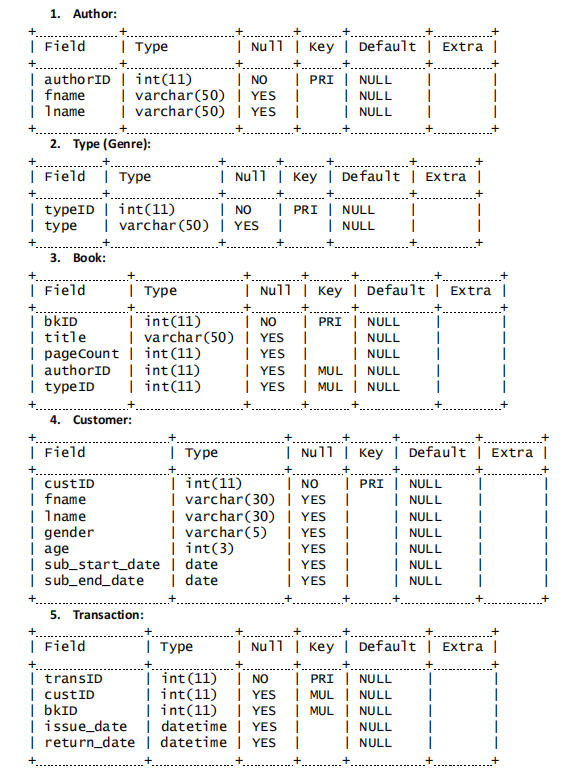 1. Author:
+...............+....................+..........+........+..............+............+
| Field | Type | Null | Key | Default | Extra |
+...............+....................+..........+........+..............+............+
| authorID | int(11) | NO | PRI | NULL | |
| fname | varchar(50) | YES | | NULL | |
| lname | varchar(50) | YES | | NULL | |
+...............+....................+..........+........+..............+............+
2. Type (Genre):
+............+....................+..........+........+..............+............+
| Field | Type | Null | Key | Default | Extra |
+............+....................+..........+........+..............+............+
| typeID | int(11) | NO | PRI | NULL | |
| type | varchar(50) | YES | | NULL | |
+............+....................+..........+........+..............+............+
3. Book:
+................+....................+..........+........+..............+............+
| Field | Type | Null | Key | Default | Extra |
+................+....................+..........+........+..............+............+
| bkID | int(11) | NO | PRI | NULL | |
| title | varchar(50) | YES | | NULL | |
| pageCount | int(11) | YES | | NULL | |
| authorID | int(11) | YES | MUL | NULL | |
| typeID | int(11) | YES | MUL | NULL | |
+................+....................+..........+........+..............+............+
4. Customer:
+.......................+....................+..........+........+..............+............+
| Field | Type | Null | Key | Default | Extra |
+.......................+....................+..........+........+..............+............+
| custID | int(11) | NO | PRI | NULL | |
| fname | varchar(30) | YES | | NULL | |
| lname | varchar(30) | YES | | NULL | |
| gender | varchar(5) | YES | | NULL | |
| age | int(3) | YES | | NULL | |
| sub_start_date | date | YES | | NULL | |
| sub_end_date | date | YES | | NULL | |
+.......................+....................+..........+........+..............+............+
5. Transaction:
+...................+...............+..........+........+..............+............+
| Field | Type | Null | Key | Default | Extra |
+...................+...............+..........+........+..............+............+
| transID | int(11) | NO | PRI | NULL | |
| custID | int(11) | YES | MUL | NULL | |
| bkID | int(11) | YES | MUL | NULL | |
| issue_date | datetime | YES | | NULL | |
| return_date | datetime | YES | | NULL | |
+...................+...............+..........+........+..............+............+